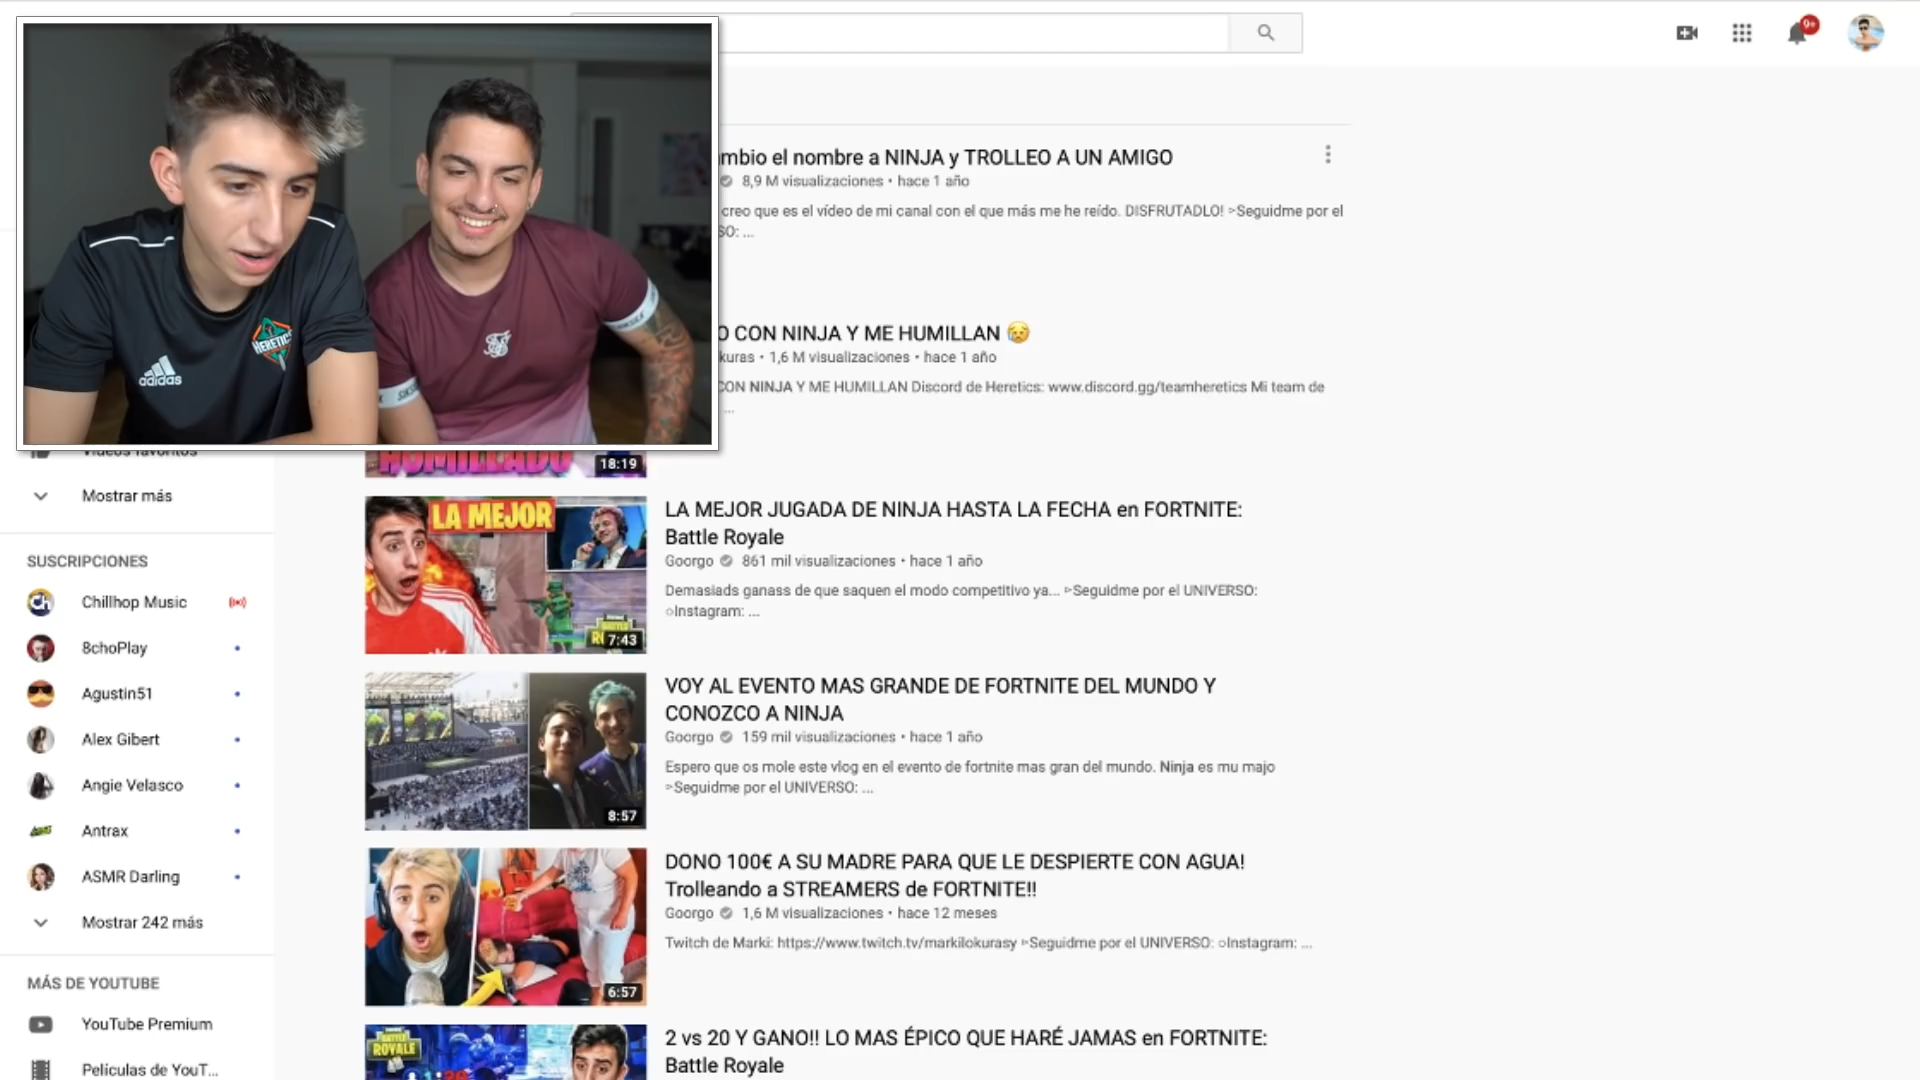 9+
mbio el nombre a NINJA y TROLLEO A UN AMIGO
8,9 M visualizaciones • hace 1 año
creo que es el vídeo de mi canal con el que más me he reído. DISFRUTADLO! ▹Seguidme por el
SO: ...
O CON NINJA Y ME HUMILLAN 😥
kuras • 1,6 M visualizaciones • hace 1 año
CON NINJA Y ME HUMILLAN Discord de Heretics: www.discord.gg/teamheretics Mi team de
...
HERETICS
adidas
SIKSILK
Vídeos favoritos
HUMILLADO
18:19
Mostrar más
LA MEJOR
7:43
LA MEJOR JUGADA DE NINJA HASTA LA FECHA en FORTNITE:
Battle Royale
Goorgo 861 mil visualizaciones • hace 1 año
Demasiads ganass de que saquen el modo competitivo ya... ▹Seguidme por el UNIVERSO:
○Instagram: ...
SUSCRIPCIONES
Chillhop Music
8choPlay
Agustin51
Alex Gibert
Angie Velasco
Antrax
ASMR Darling
Mostrar 242 más
8:57
VOY AL EVENTO MAS GRANDE DE FORTNITE DEL MUNDO Y
CONOZCO A NINJA
Goorgo 159 mil visualizaciones • hace 1 año
Espero que os mole este vlog en el evento de fortnite mas gran del mundo. Ninja es mu majo
▹Seguidme por el UNIVERSO: ...
6:57
DONO 100€ A SU MADRE PARA QUE LE DESPIERTE CON AGUA!
Trolleando a STREAMERS de FORTNITE!!
Goorgo 1,6 M visualizaciones • hace 12 meses
Twitch de Marki: https://www.twitch.tv/markilokurasy ▹Seguidme por el UNIVERSO: ○Instagram: ...
MÁS DE YOUTUBE
YouTube Premium
Películas de YouT...
BATTLE
ROYALE
2 vs 20 Y GANO!! LO MAS ÉPICO QUE HARÉ JAMAS en FORTNITE:
Battle Royale